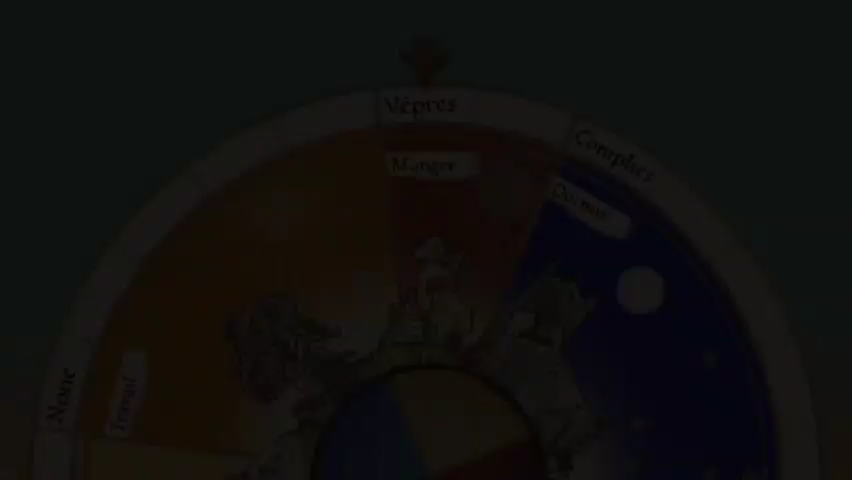 Vêpres
Manger
Complies
Dormir
None
Travail